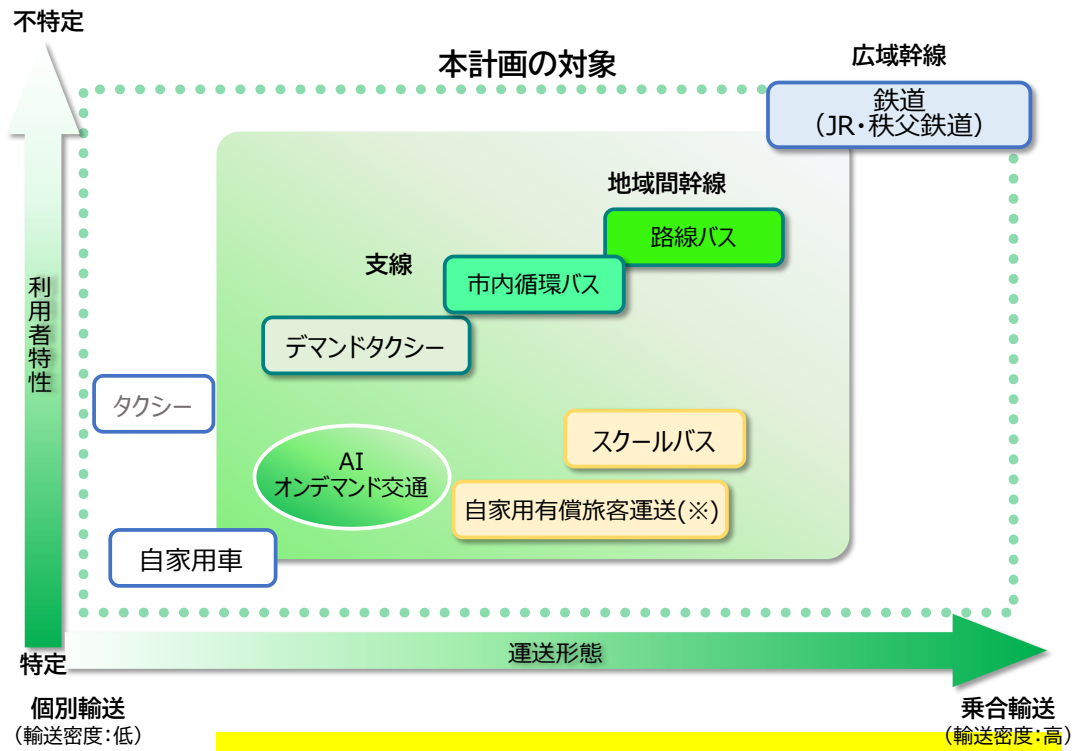 不特定
本計画の対象
広域幹線
鉄道
（JR・秩父鉄道）
地域間幹線
路線バス
支線
市内循環バス
デマンドタクシー
利用者特性
タクシー
スクールバス
AI
オンデマンド交通
自家用有償旅客運送(※)
自家用車
運送形態
特定
個別輸送
（輸送密度：低）
乗合輸送
（輸送密度：高）